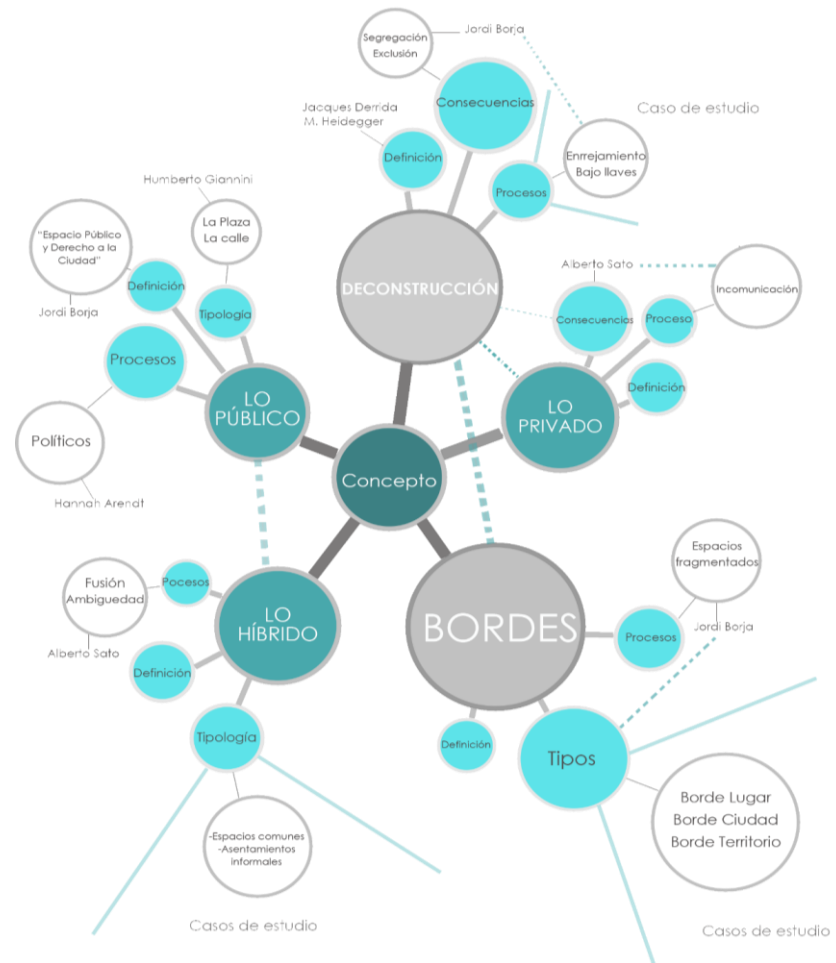 Segregación
Exclusión
Jordi Borja
Consecuencias
Caso de estudio
Jacques Derrida
M. Heidegger
Definición
Enrrejamiento
Bajo llaves
Procesos
DECONSTRUCCIÓN
Humberto Giannini
La Plaza
La calle
"Espacio Público
y Derecho a la
Ciudad"
Jordi Borja
Definición
Tipología
Procesos
LO
PÚBLICO
Políticos
Hannah Arendt
Alberto Sato
Incomunicación
Consecuencias
Proceso
Definición
LO
PRIVADO
Concepto
Fusión
Ambiguedad
Alberto Sato
Pocesos
LO
HÍBRIDO
Definición
Tipología
-Espacios comunes
-Asentamientos
informales
Casos de estudio
BORDES
Espacios
fragmentados
Jordi Borja
Procesos
Definición
Tipos
Borde Lugar
Borde Ciudad
Borde Territorio
Casos de estudio